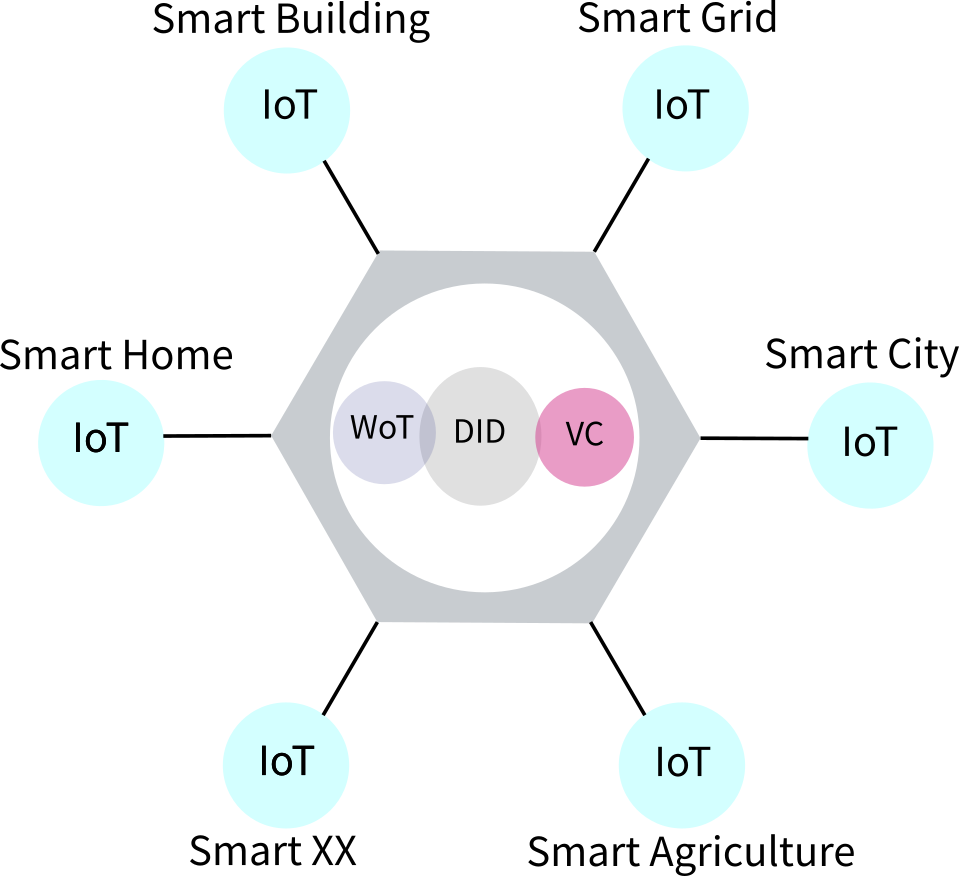 Smart Building
IoT
Smart Grid
IoT
Smart Home
IoT
WoT
DID
VC
Smart City
IoT
IoT
Smart XX
IoT
Smart Agriculture